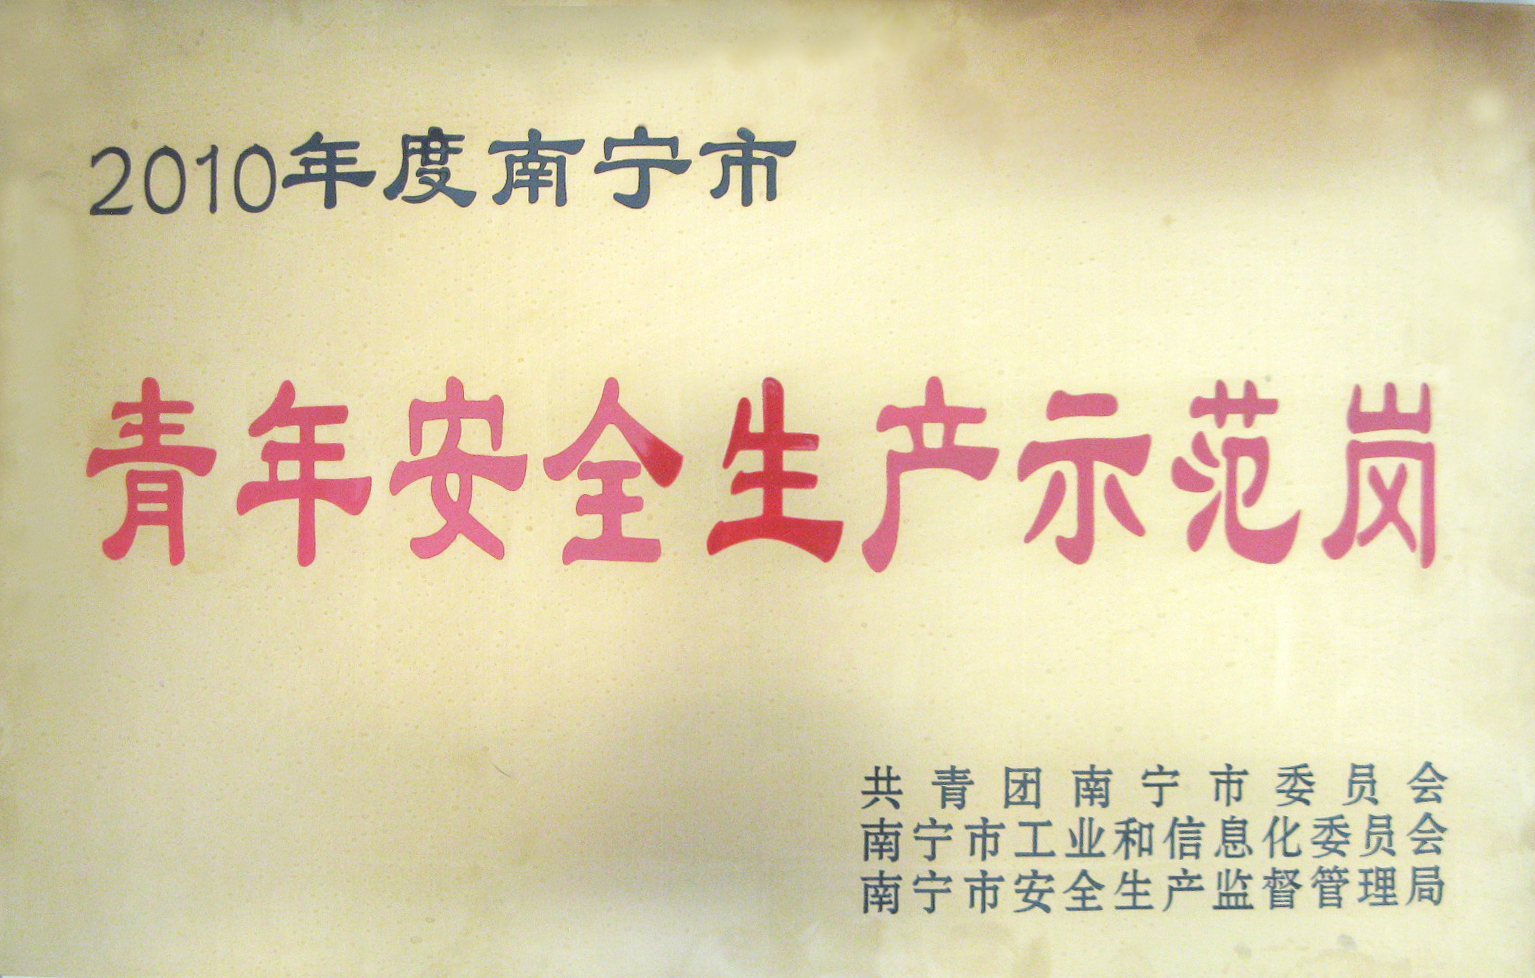 2010年度南宁市
青年安全生产示范岗
共青团南宁市委员会
南宁市工业和信息化委员会
南宁市安全生产监督管理局